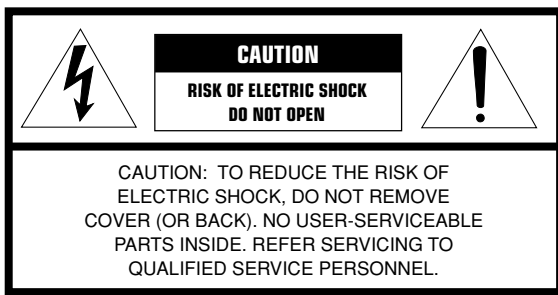 CAUTION
RISK OF ELECTRIC SHOCK
DO NOT OPEN
CAUTION: TO REDUCE THE RISK OF
ELECTRIC SHOCK, DO NOT REMOVE
COVER (OR BACK). NO USER-SERVICEABLE
PARTS INSIDE. REFER SERVICING TO
QUALIFIED SERVICE PERSONNEL.